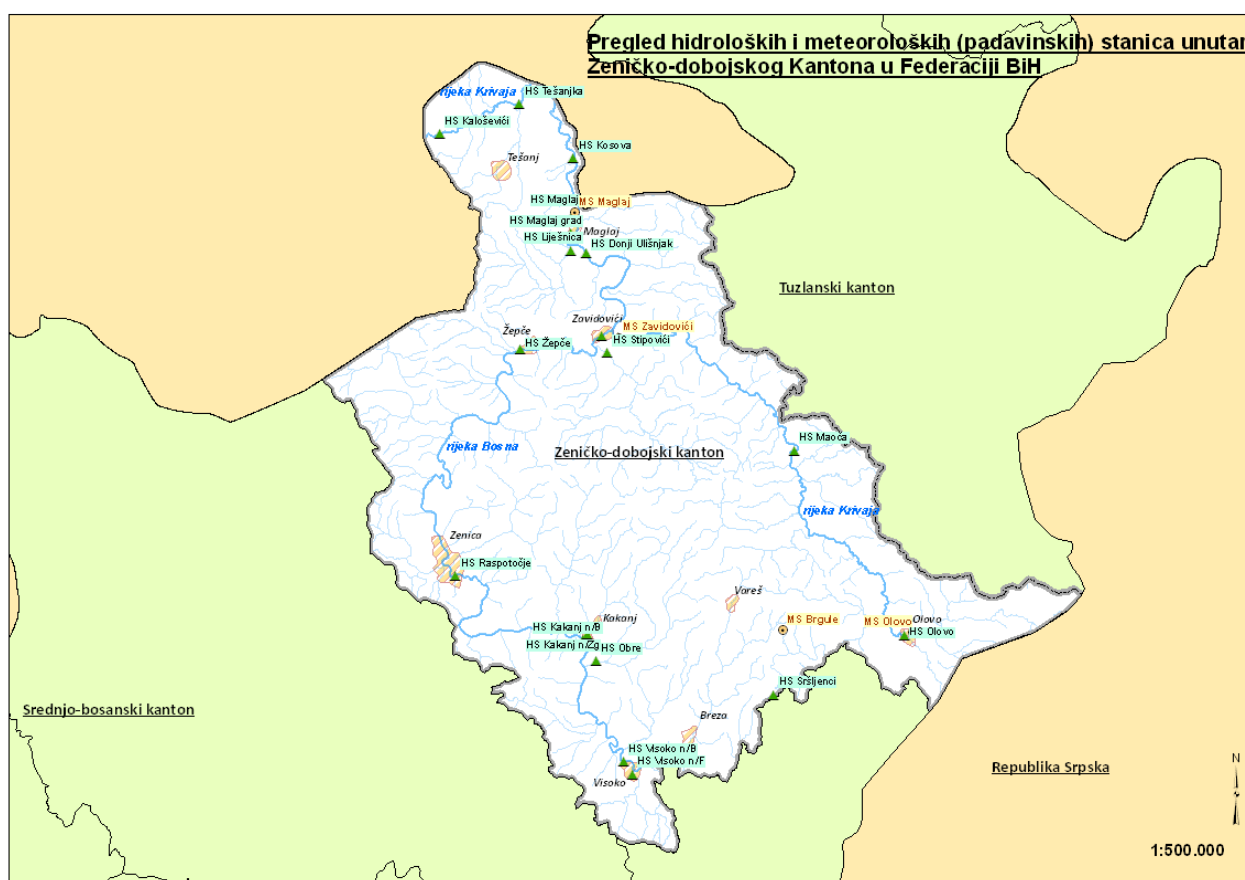 Pregled hidroloških i meteoroloških (padavinskih) stanica unutar
Zeničko-dobojskog Kantona u Federaciji BiH
rijeka Krivaja
HS Tešanjka
HS Kaloševići
HS Kosova
Tešanj
HS Maglaj
MS Maglaj
HS Maglaj grad
Maglaj
HS Liješnica
HS Donji Ulišnjak
Tuzlanski kanton
Zavidovići
MS Zavidovići
Žepče
HS Žepče
HS Stipovići
rijeka Bosna
Zeničko-dobojski kanton
HS Maoča
rijeka Krivaja
Zenica
HS Raspotočje
Vareš
Kakanj
HS Kakanj n/B
MS Brgule
MS Olovo
Olovo
HS Olovo
HS Kakanj n/Zg
HS Obre
HS Sršljenci
Srednjo-bosanski kanton
Breza
HS Visoko n/B
HS Visoko n/F
Visoko
Republika Srpska
N
1:500.000